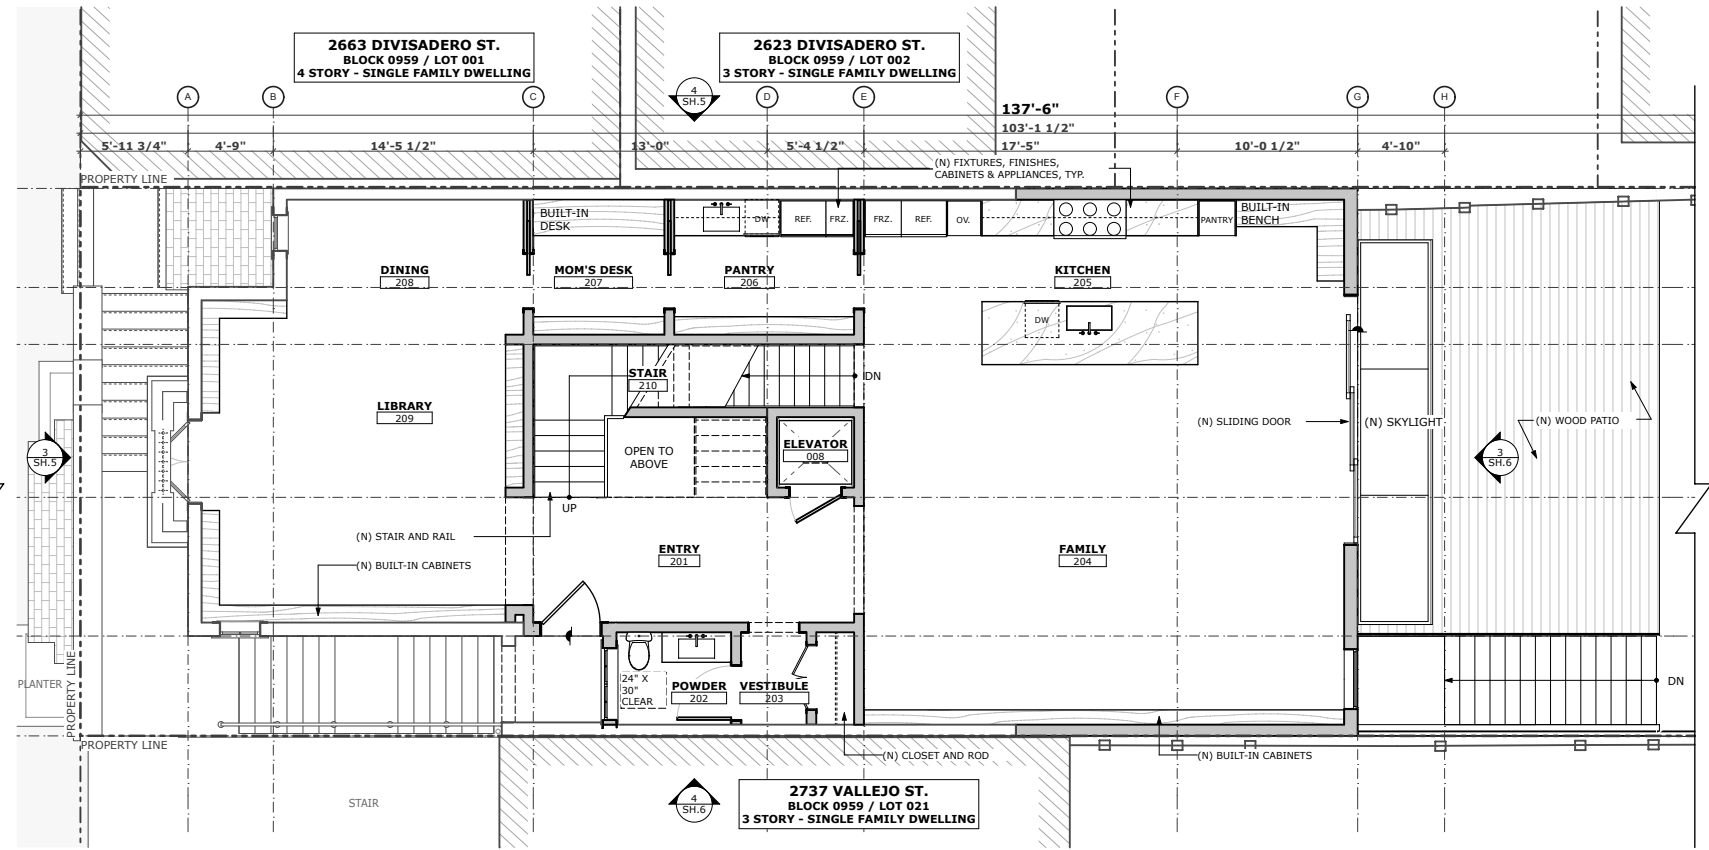 2663 DIVISADERO ST.
BLOCK 0959 / LOT 001
4 STORY - SINGLE FAMILY DWELLING
2623 DIVISADERO ST.
BLOCK 0959 / LOT 002
3 STORY - SINGLE FAMILY DWELLING
4
SH.5
A
B
C
D
E
F
G
H
137'-6"
103'-1 1/2"
5'-11 3/4"
4'-9"
14'-5 1/2"
13'-0"
5'-4 1/2"
17'-5"
10'-0 1/2"
4'-10"
(N) FIXTURES, FINISHES,
CABINETS & APPLIANCES, TYP.
PROPERTY LINE
BUILT-IN
DESK
DW
REF.
FRZ.
FRZ.
REF.
OV.
PANTRY
BUILT-IN
BENCH
DINING
208
MOM'S DESK
207
PANTRY
206
KITCHEN
205
DW
STAIR
210
DN
LIBRARY
209
OPEN TO
ABOVE
ELEVATOR
008
(N) SLIDING DOOR
(N) SKYLIGHT
(N) WOOD PATIO
3
SH.5
3
SH.6
UP
(N) STAIR AND RAIL
ENTRY
201
FAMILY
204
(N) BUILT-IN CABINETS
24" X
30"
CLEAR
POWDER
202
VESTIBULE
203
PLANTER
PROPERTY LINE
DN
PROPERTY LINE
(N) CLOSET AND ROD
(N) BUILT-IN CABINETS
STAIR
4
SH.6
2737 VALLEJO ST.
BLOCK 0959 / LOT 021
3 STORY - SINGLE FAMILY DWELLING